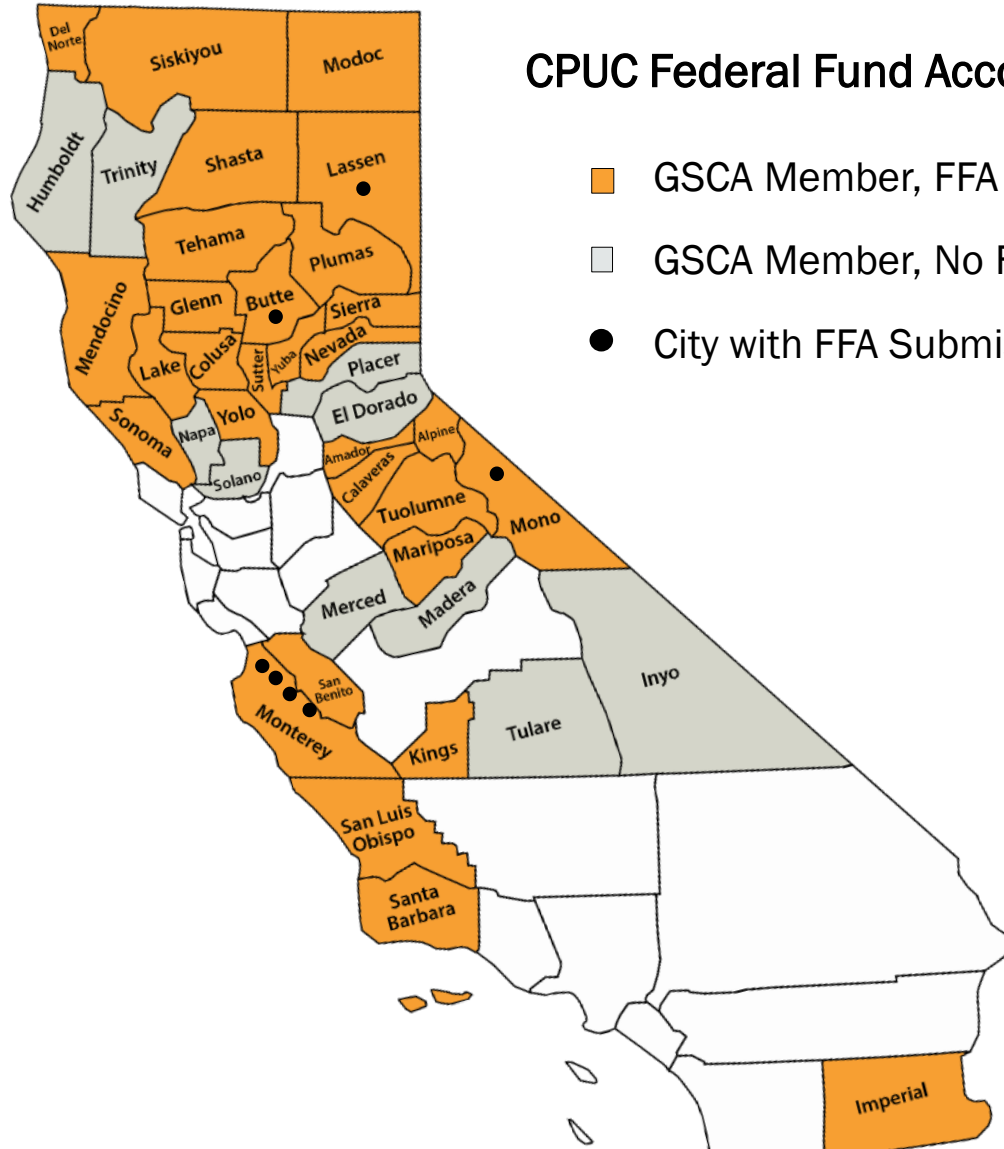 CPUC Federal Fund Acco
GSCA Member, FFA
GSCA Member, No F
City with FFA Submi
Del
Norte
Siskiyou
Modoc
Humboldt
Trinity
Shasta
Lassen
Tehama
Plumas
Mendocino
Glenn
Butte
Sierra
Lake
Colusa
Sutter
Yuba
Nevada
Placer
Sonoma
Napa
Yolo
El Dorado
Solano
Amador
Alpine
Calaveras
Tuolumne
Mono
Mariposa
Merced
Madera
San
Benito
Monterey
Kings
Tulare
Inyo
San Luis
Obispo
Santa
Barbara
Imperial